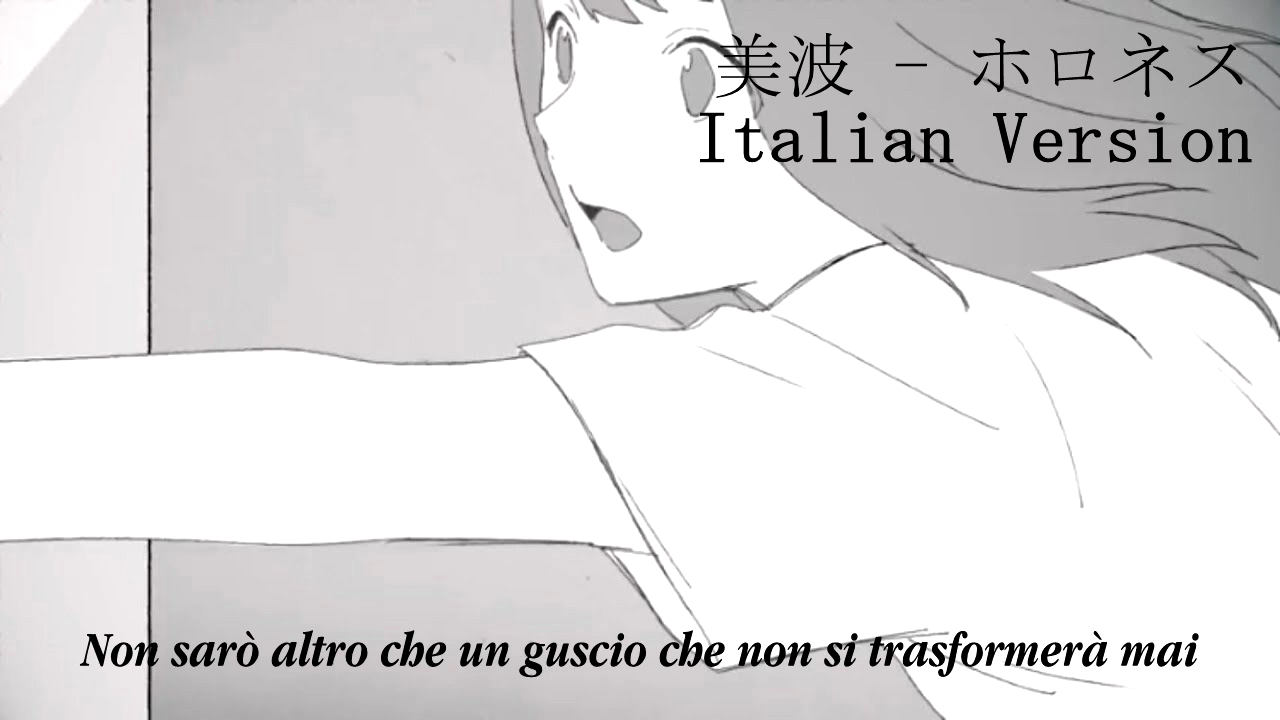 美波 - ホロネス
Italian Version
Non sarò altro che un guscio che non si trasformerà mai